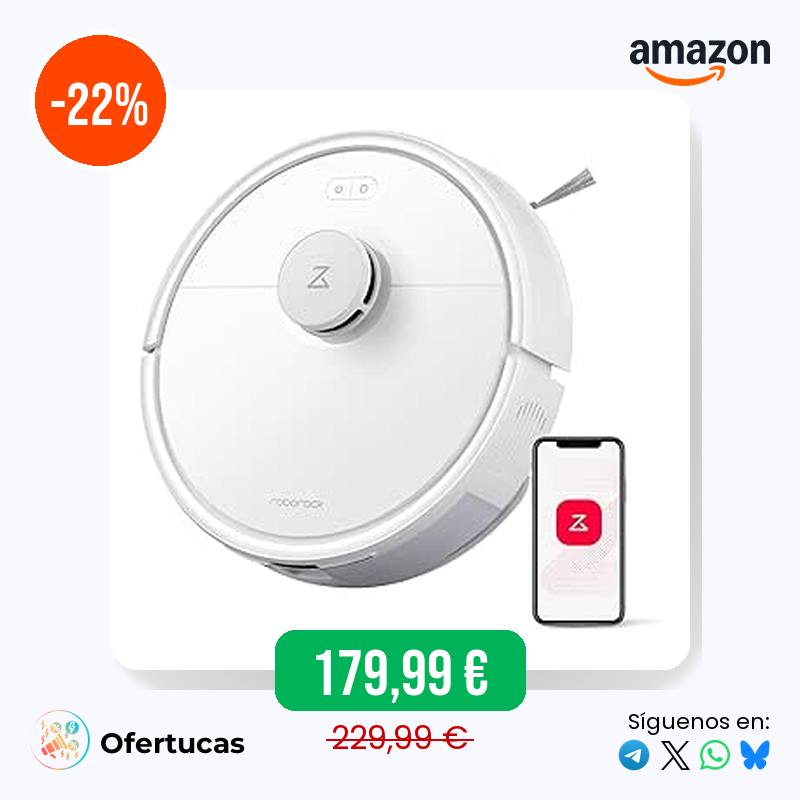 -22%
amazon
roborock
179,99 €
229,99 €
Ofertucas
Síguenos en: